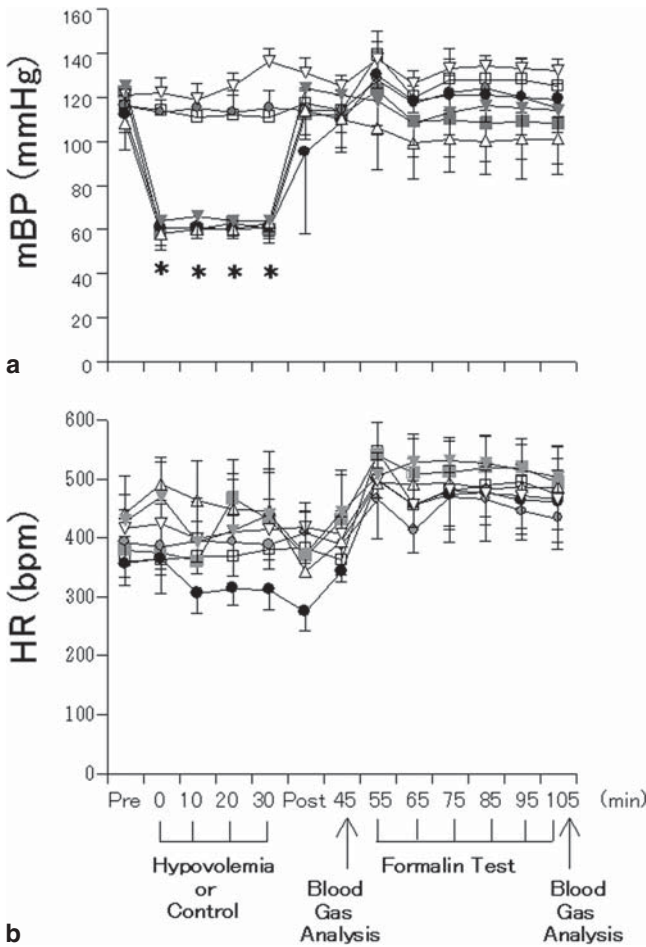 160
140
120
100
80
60
40
20
0
mBP (mmHg)
* * * *
a
600
500
400
300
200
100
0
HR (bpm)
Pre 0 10 20 30 Post 45 55 65 75 85 95 105 (min)
Hypovolemia
or
Control
Blood
Gas
Analysis
Formalin Test
Blood
Gas
Analysis
b